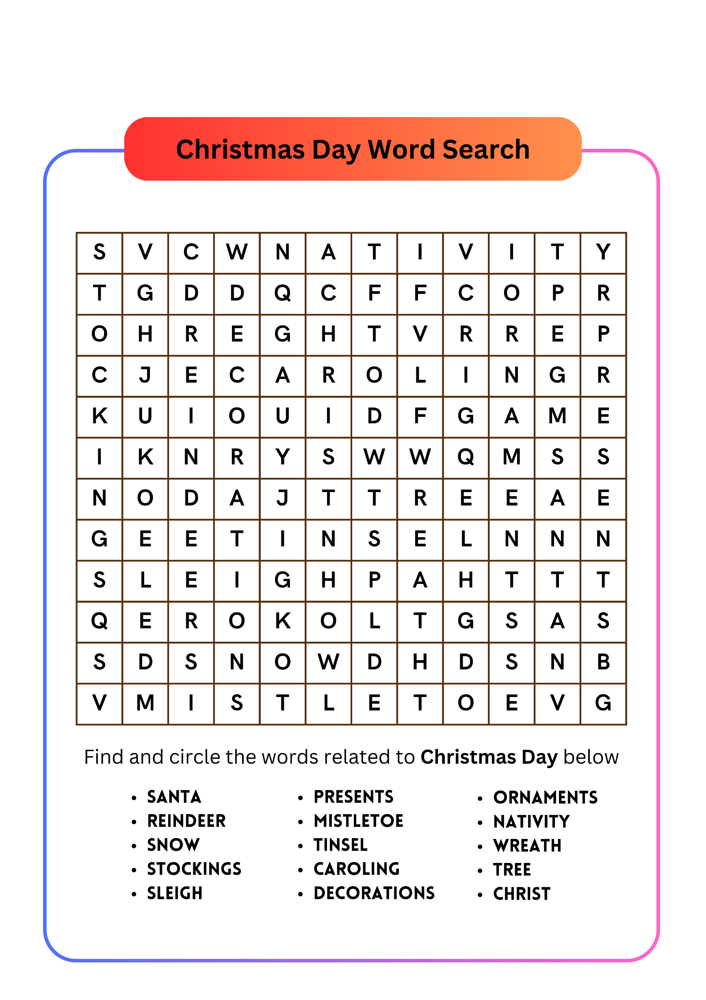 Christmas Day Word Search
S V C W N A T I V I T Y
T G D D Q C F F C O P R
O H R E G H T V R R E P
C J E C A R O L I N G R
K U I O U I D F G A M E
I K N R Y S W W Q M S S
N O D A J T T R E E A E
G E E T I N S E L N N N
S L E I G H P A H T T T
Q E R O K O L T G S A S
S D S N O W D H D S N B
V M I S T L E T O E V G
Find and circle the words related to Christmas Day below
• SANTA
• REINDEER
• SNOW
• STOCKINGS
• SLEIGH
• PRESENTS
• MISTLETOE
• TINSEL
• CAROLING
• DECORATIONS
• ORNAMENTS
• NATIVITY
• WREATH
• TREE
• CHRIST